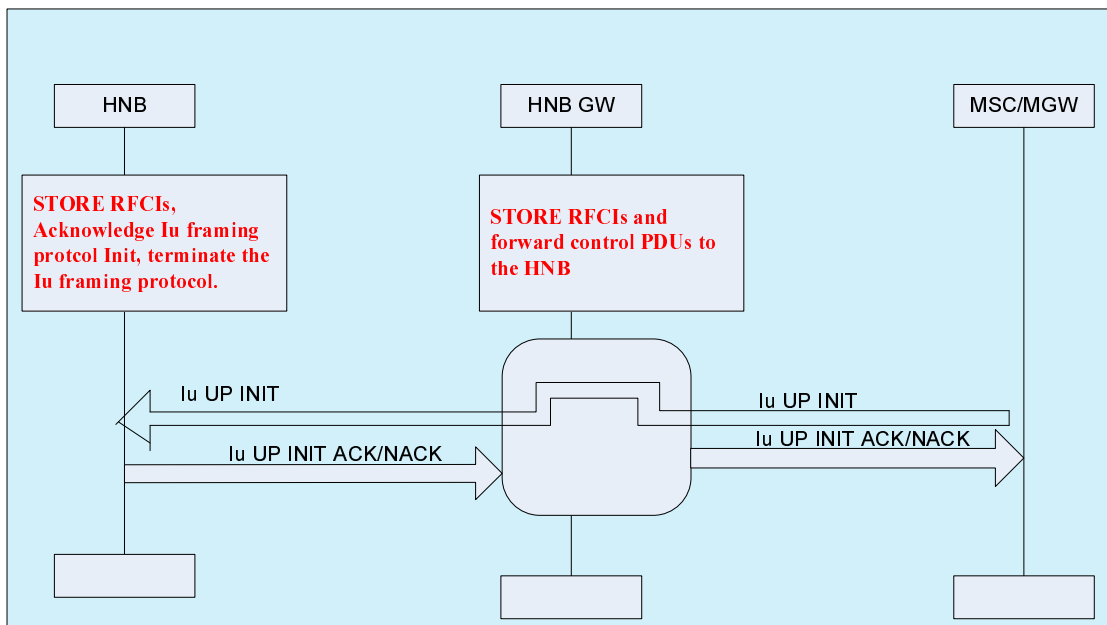 HNB
HNB GW
MSC/MGW
STORE RFCIs,
Acknowledge Iu framing
protcol Init, terminate the
Iu framing protocol.
STORE RFCIs and
forward control PDUs to
the HNB
Iu UP INIT
Iu UP INIT
Iu UP INIT ACK/NACK
Iu UP INIT ACK/NACK